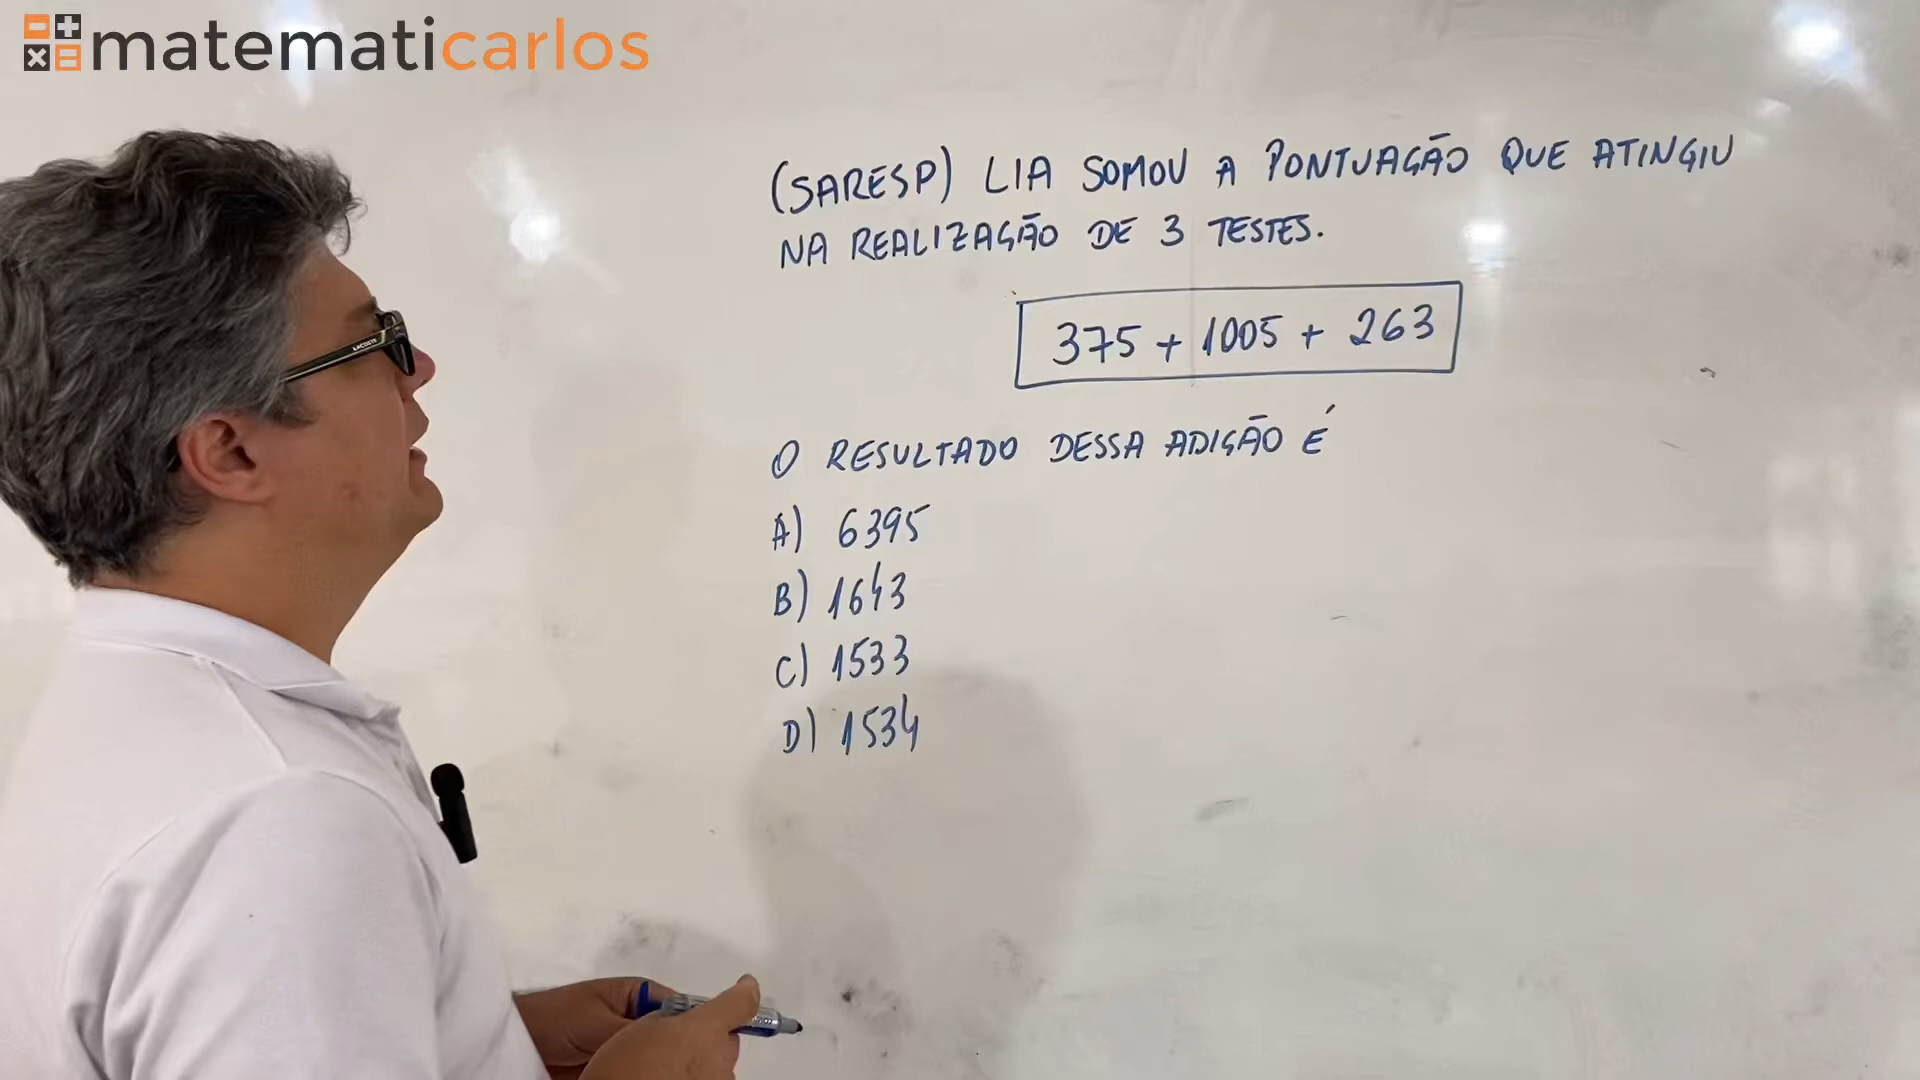 matematicarlos
(SARESP) LIA SOMOU A PONTUAÇÃO QUE ATINGIU
NA REALIZAÇÃO DE 3 TESTES.
375 + 1005 + 263
O RESULTADO DESSA ADIÇÃO É
A) 6395
B) 1643
C) 1533
D) 1534
LACOSTE